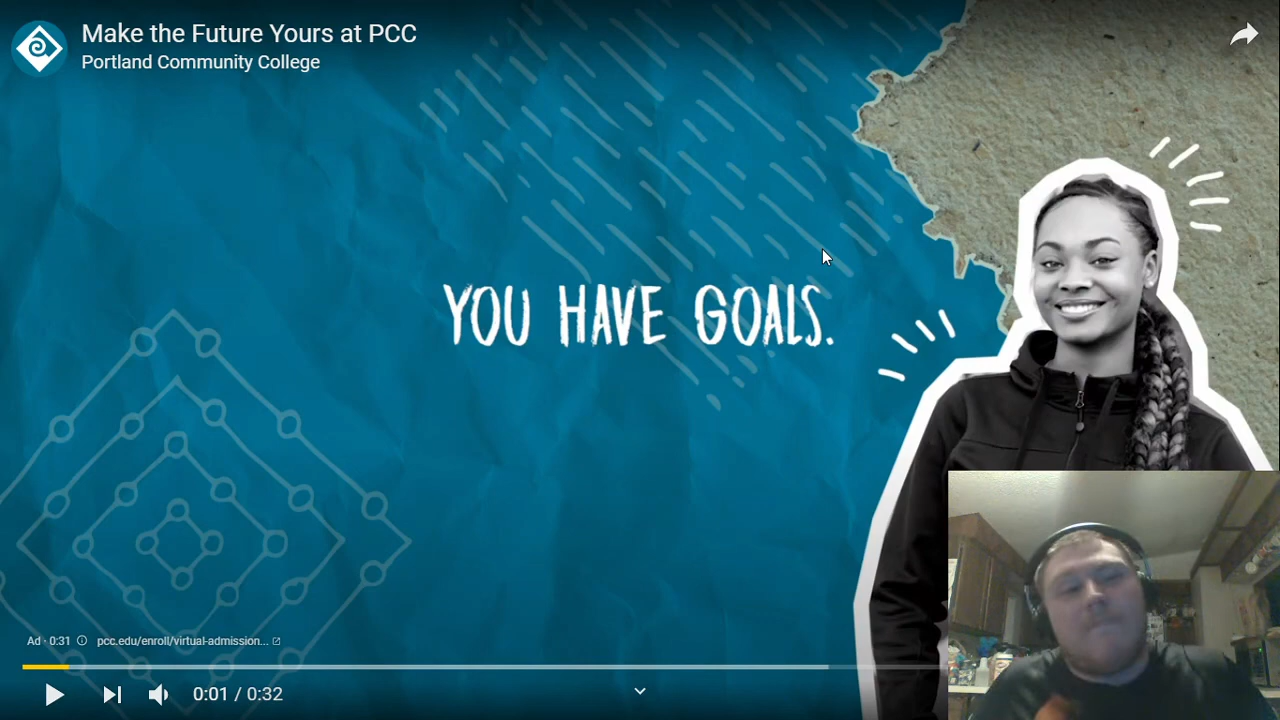 Make the Future Yours at PCC
Portland Community College
YOU HAVE GOALS.
Ad · 0:31 pcc.edu/enroll/virtual-admission...
0:01 / 0:32